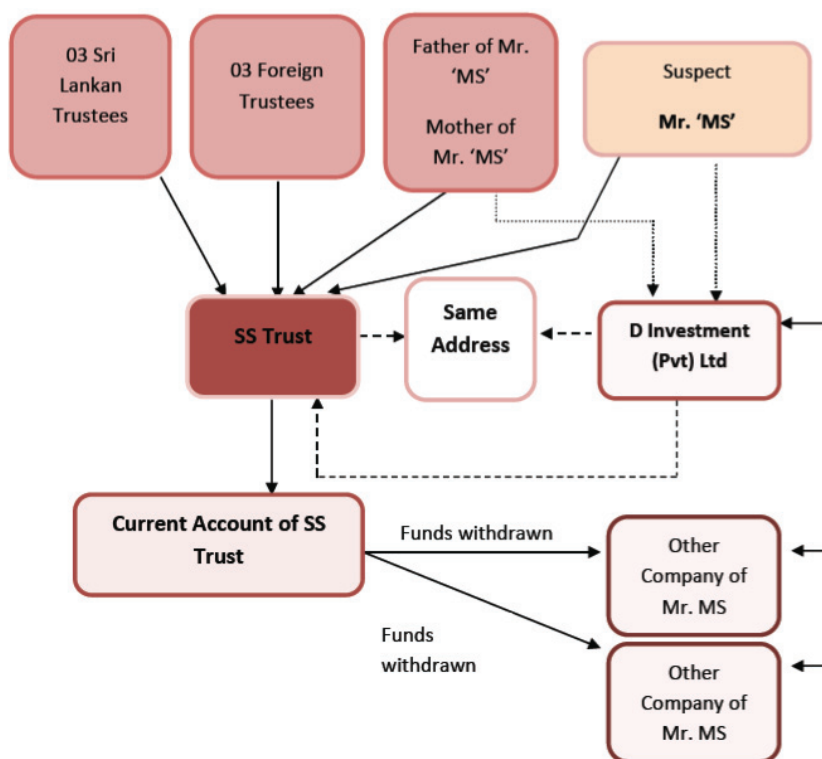 03 Sri
Lankan
Trustees
03 Foreign
Trustees
Father of Mr.
‘MS’
Mother of
Mr. ‘MS’
Suspect
Mr. ‘MS’
SS Trust
Same
Address
D Investment
(Pvt) Ltd
Current Account of SS
Trust
Funds withdrawn
Funds
withdrawn
Other
Company of
Mr. MS
Other
Company of
Mr. MS